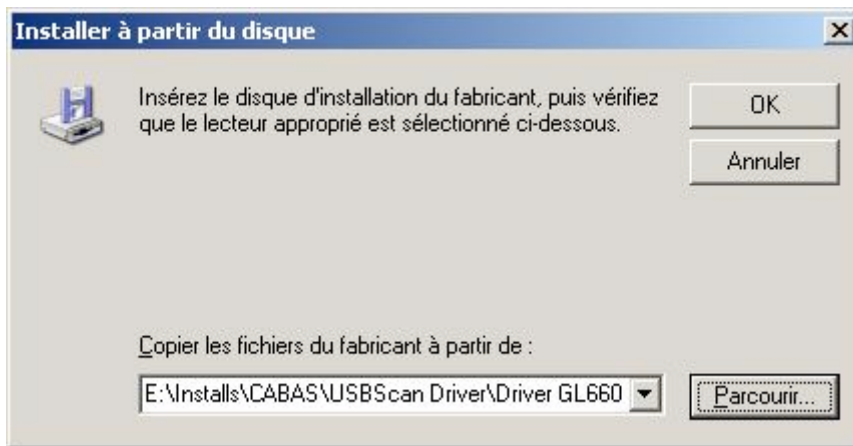 Installer à partir du disque
Insérez le disque d'installation du fabricant, puis vérifiez
que le lecteur approprié est sélectionné ci-dessous.
OK
Annuler
Copier les fichiers du fabricant à partir de :
E:\Installs\CABAS\USBScan Driver\Driver GL660
Parcourir...